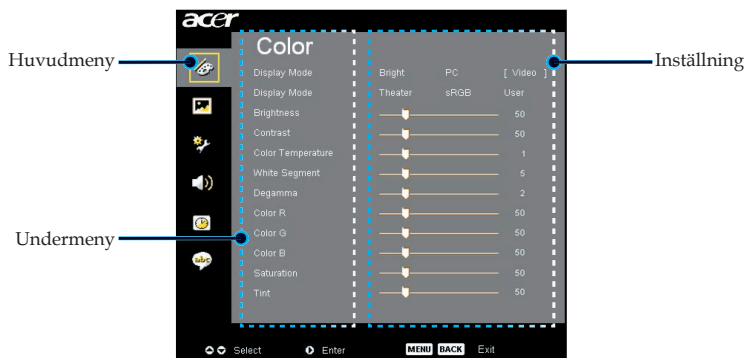 acer
Huvudmeny
Color
Inställning
Display Mode Bright PC [ Video ]
Display Mode Theater sRGB User
Brightness 50
Contrast 50
Color Temperature 1
White Segment 5
Degamma 2
Color R 50
Undermeny
Color G 50
Color B 50
abc
Saturation 50
Tint 50
Select Enter MENU BACK Exit